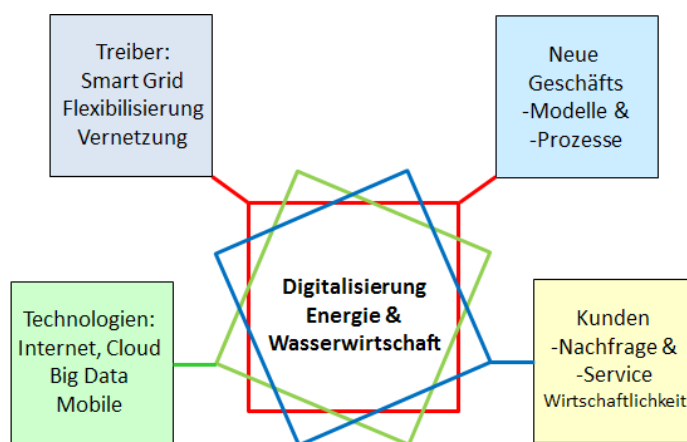 Treiber:
Smart Grid
Flexibilisierung
Vernetzung
Neue
Geschäfts
-Modelle &
-Prozesse
Digitalisierung
Energie &
Wasserwirtschaft
Technologien:
Internet, Cloud
Big Data
Mobile
Kunden
-Nachfrage &
-Service
Wirtschaftlichkeit